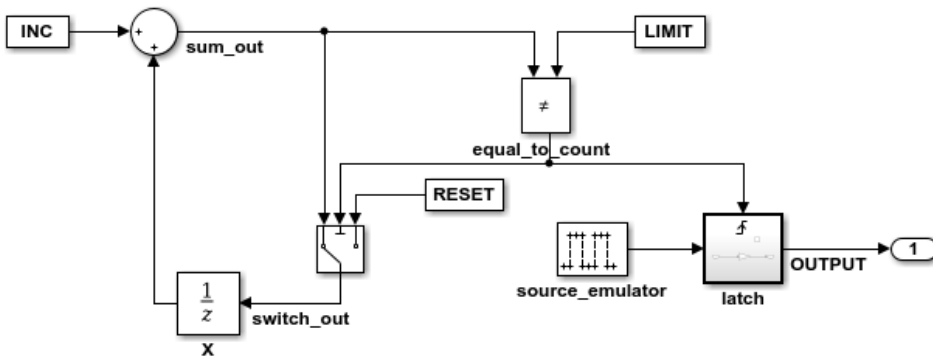 INC
+
+
sum_out
LIMIT
≠
equal_to_count
RESET
1
z
X
switch_out
source_emulator
latch
OUTPUT
1